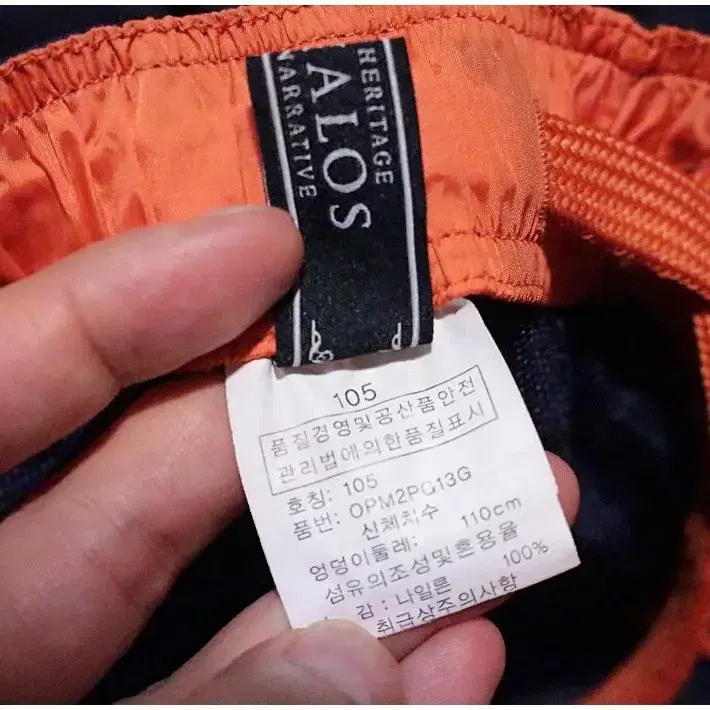 HERITAGE
ALOS
NARRATIVE
105
품질경영및공산품안전
관리법에의한품질표시
호칭: 105
품번: OPM2PG13G
신체치수
엉덩이둘레: 110cm
섬유의조성및혼용율
감 : 나일론 100%
취급상주의사항